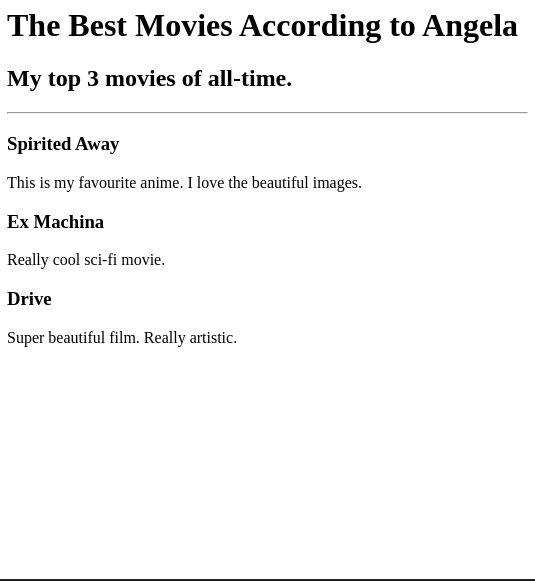 The Best Movies According to Angela
My top 3 movies of all-time.
Spirited Away
This is my favourite anime. I love the beautiful images.
Ex Machina
Really cool sci-fi movie.
Drive
Super beautiful film. Really artistic.